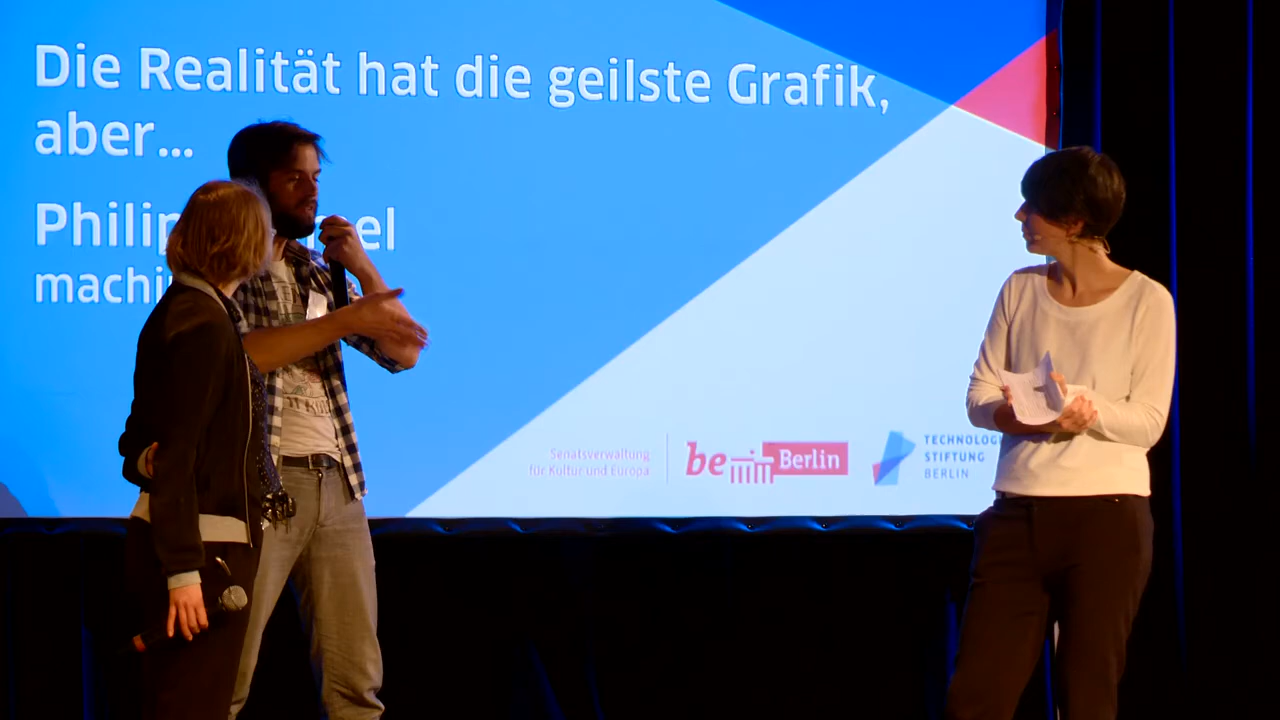 Die Realität hat die geilste Grafik,
aber...
Senatsverwaltung
für Kultur und Europa
be Berlin
STIFTUNG
BERLIN